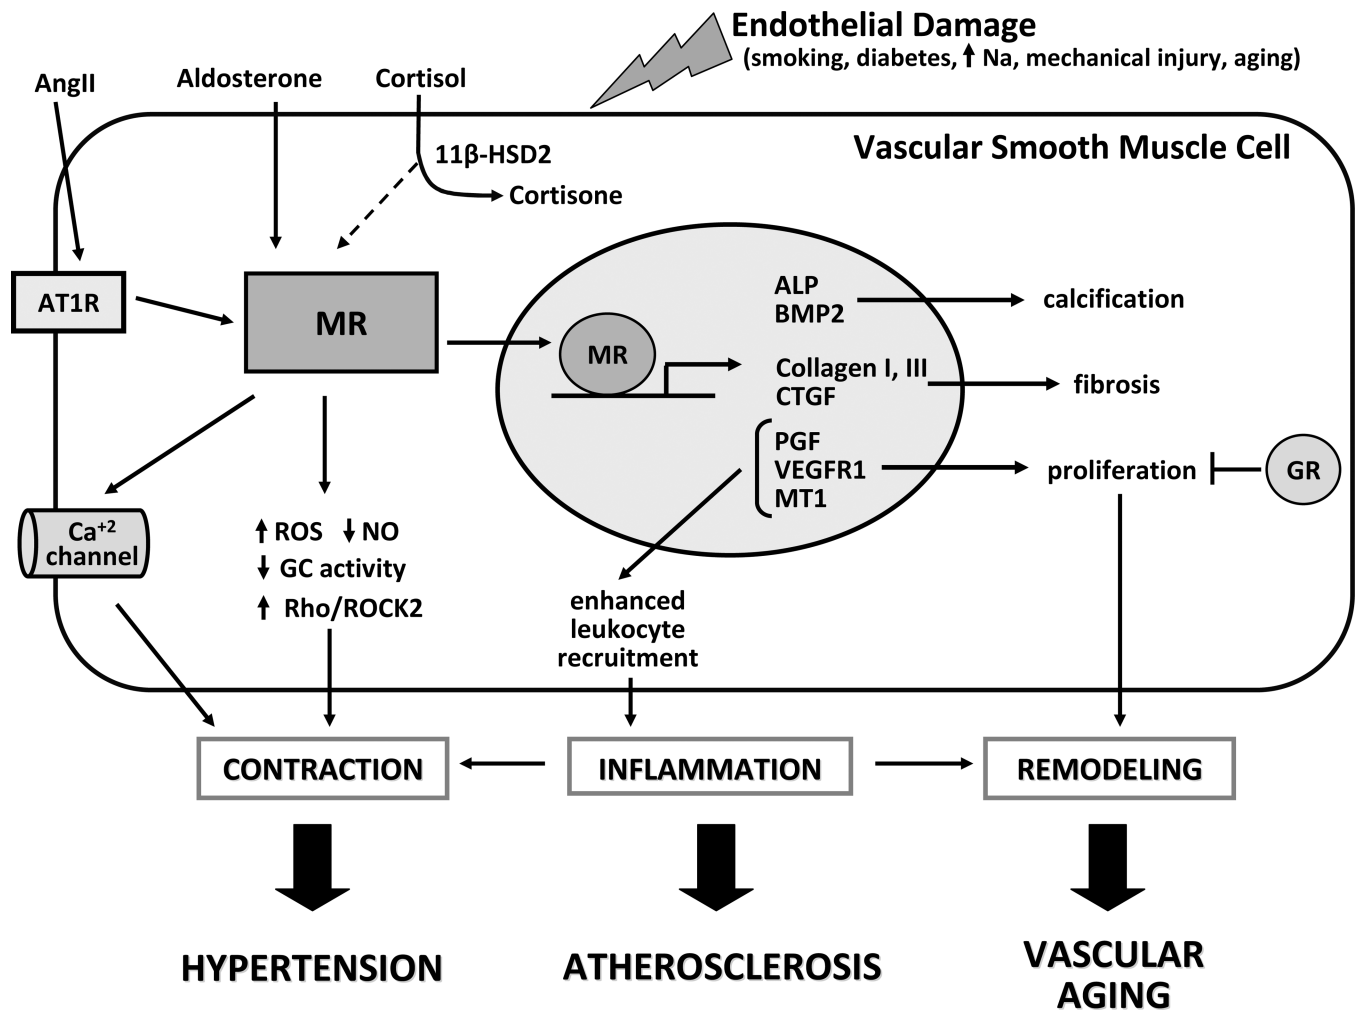 Endothelial Damage
(smoking, diabetes, ↑ Na, mechanical injury, aging)
AngII
Aldosterone
Cortisol
Vascular Smooth Muscle Cell
11β-HSD2
Cortisone
AT1R
MR
MR
ALP
BMP2
calcification
Collagen I, III
CTGF
fibrosis
PGF
VEGFR1
MT1
proliferation
GR
Ca+2
channel
↑ ROS ↓ NO
↓ GC activity
↑ Rho/ROCK2
enhanced
leukocyte
recruitment
CONTRACTION
INFLAMMATION
REMODELING
HYPERTENSION
ATHEROSCLEROSIS
VASCULAR
AGING